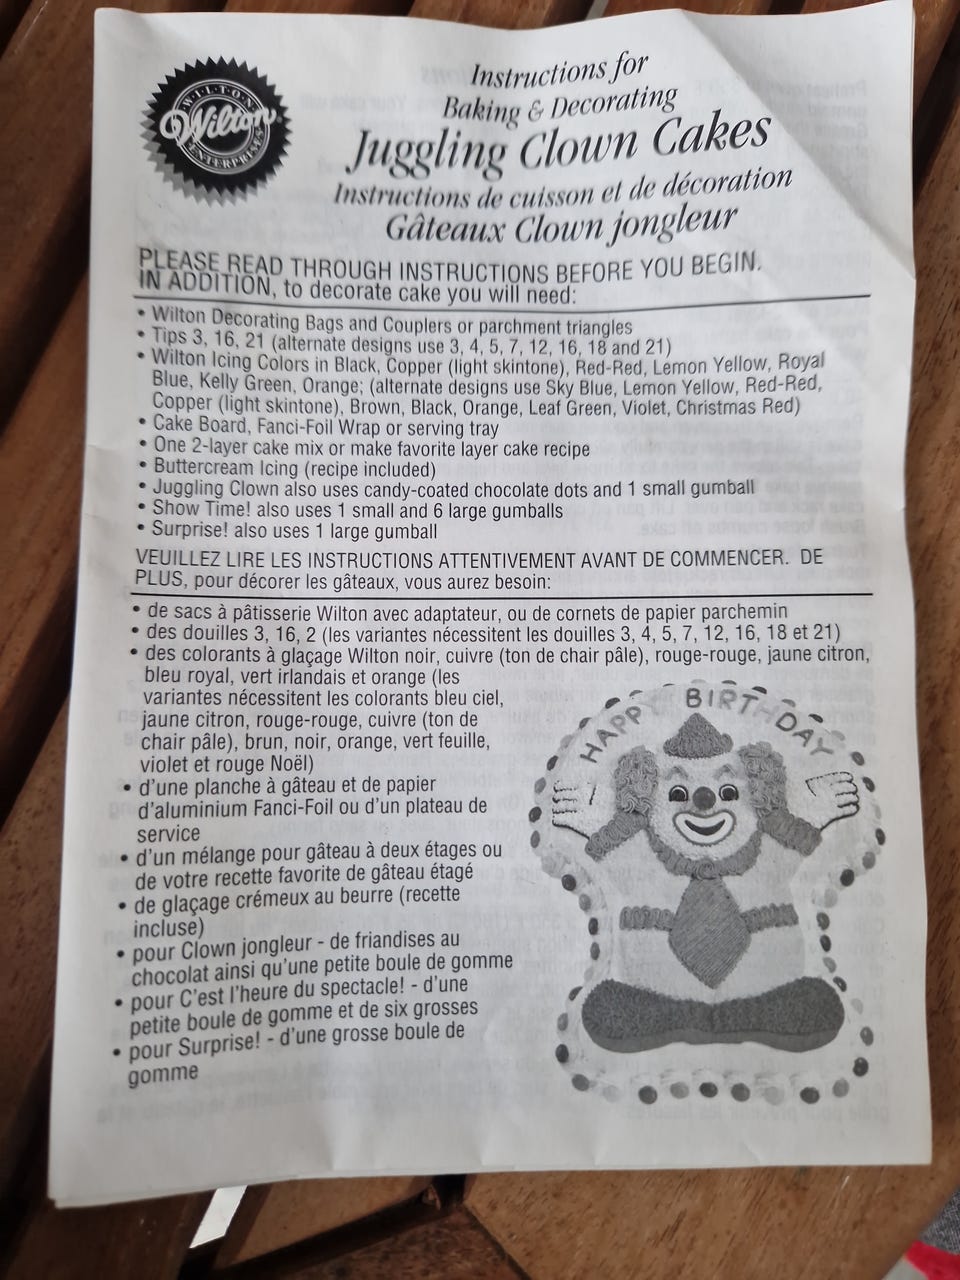 WILTON
Wilton
ENTERPRISES
Instructions for
Baking & Decorating
Juggling Clown Cakes
Instructions de cuisson et de décoration
Gâteaux Clown jongleur
PLEASE READ THROUGH INSTRUCTIONS BEFORE YOU BEGIN.
IN ADDITION, to decorate cake you will need:
• Wilton Decorating Bags and Couplers or parchment triangles
• Tips 3, 16, 21 (alternate designs use 3, 4, 5, 7, 12, 16, 18 and 21)
• Wilton Icing Colors in Black, Copper (light skintone), Red-Red, Lemon Yellow, Royal
Blue, Kelly Green, Orange; (alternate designs use Sky Blue, Lemon Yellow, Red-Red,
Copper (light skintone), Brown, Black, Orange, Leaf Green, Violet, Christmas Red)
• Cake Board, Fanci-Foil Wrap or serving tray
• One 2-layer cake mix or make favorite layer cake recipe
• Buttercream Icing (recipe included)
• Juggling Clown also uses candy-coated chocolate dots and 1 small gumball
• Show Time! also uses 1 small and 6 large gumballs
• Surprise! also uses 1 large gumball
VEUILLEZ LIRE LES INSTRUCTIONS ATTENTIVEMENT AVANT DE COMMENCER. DE
PLUS, pour décorer les gâteaux, vous aurez besoin:
• de sacs à pâtisserie Wilton avec adaptateur, ou de cornets de papier parchemin
• des douilles 3, 16, 2 (les variantes nécessitent les douilles 3, 4, 5, 7, 12, 16, 18 et 21)
• des colorants à glaçage Wilton noir, cuivre (ton de chair pâle), rouge-rouge, jaune citron,
bleu royal, vert irlandais et orange (les
variantes nécessitent les colorants bleu ciel,
jaune citron, rouge-rouge, cuivre (ton de
chair pâle), brun, noir, orange, vert feuille,
violet et rouge Noël)
• d'une planche à gâteau et de papier
d'aluminium Fanci-Foil ou d'un plateau de
service
• d'un mélange pour gâteau à deux étages ou
de votre recette favorite de gâteau étagé
• de glaçage crémeux au beurre (recette
incluse)
• pour Clown jongleur - de friandises au
chocolat ainsi qu'une petite boule de gomme
• pour C'est l'heure du spectacle! - d'une
petite boule de gomme et de six grosses
• pour Surprise! - d'une grosse boule de
gomme
HAPPY BIRTHDAY